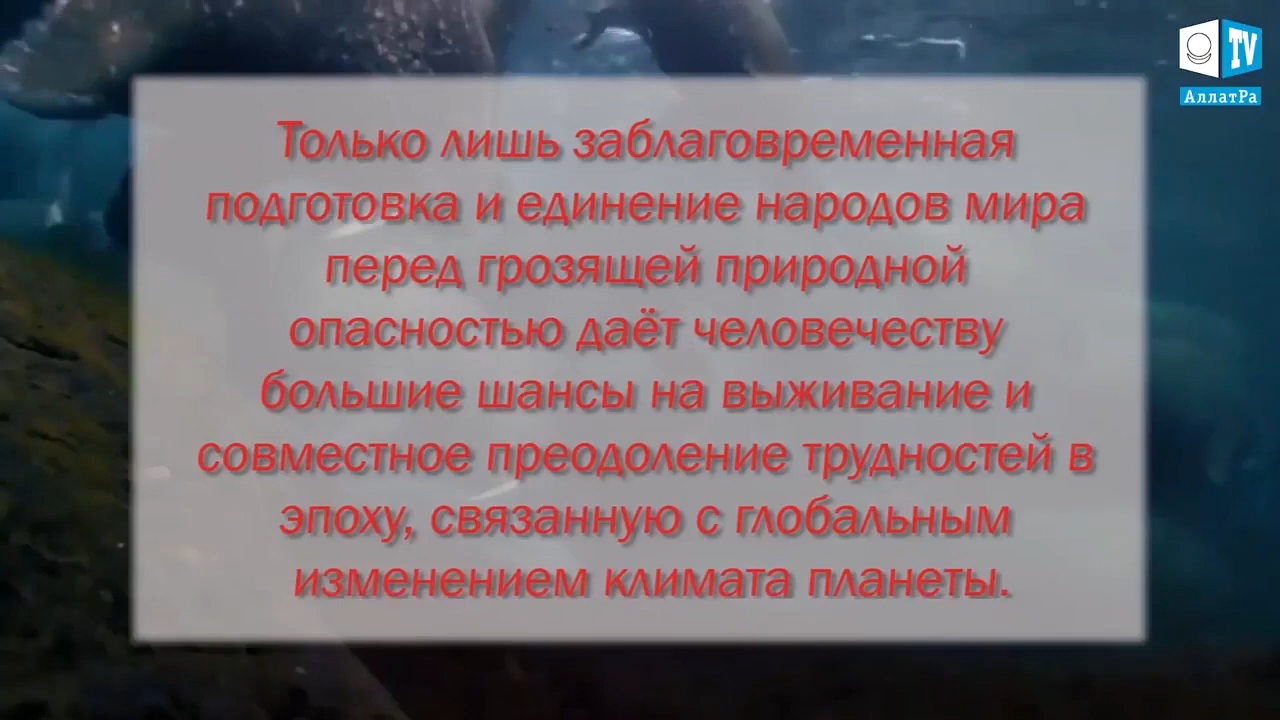 TV
АллатРа
Только лишь заблаговременная
подготовка и единение народов мира
перед грозящей природной
опасностью даёт человечеству
большие шансы на выживание и
совместное преодоление трудностей в
эпоху, связанную с глобальным
изменением климата планеты.